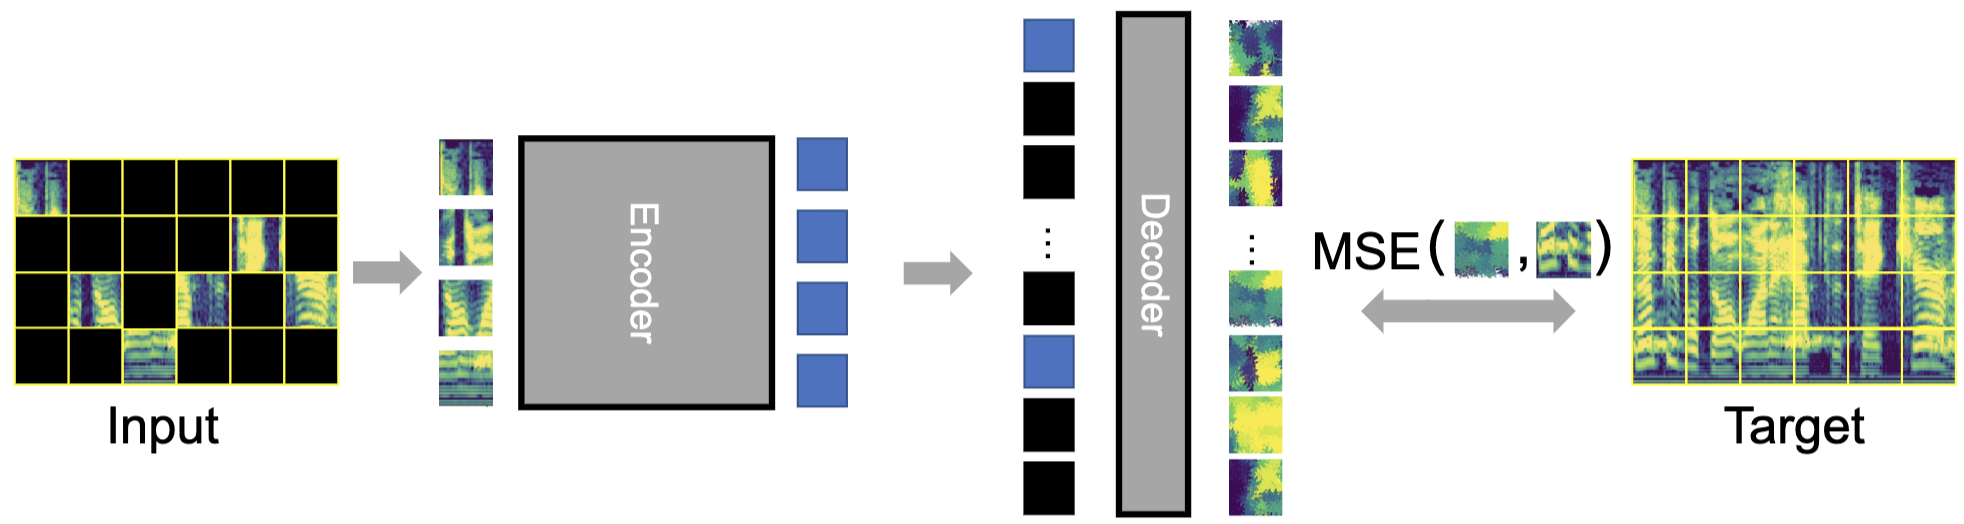 Input
Encoder
...
Decoder
...
MSE( , )
Target